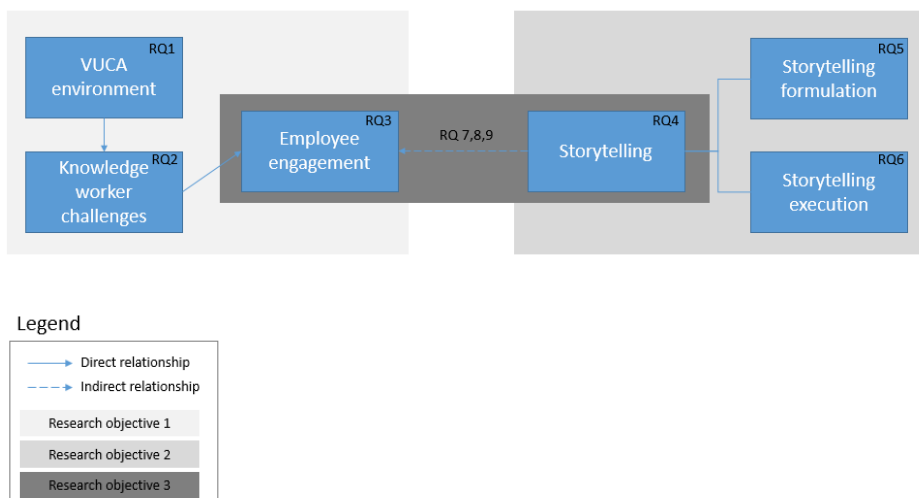 RQ1
VUCA
environment
RQ2
Knowledge
worker
challenges
RQ3
Employee
engagement
RQ 7,8,9
RQ4
Storytelling
RQ5
Storytelling
formulation
RQ6
Storytelling
execution
Legend
Direct relationship
Indirect relationship
Research objective 1
Research objective 2
Research objective 3